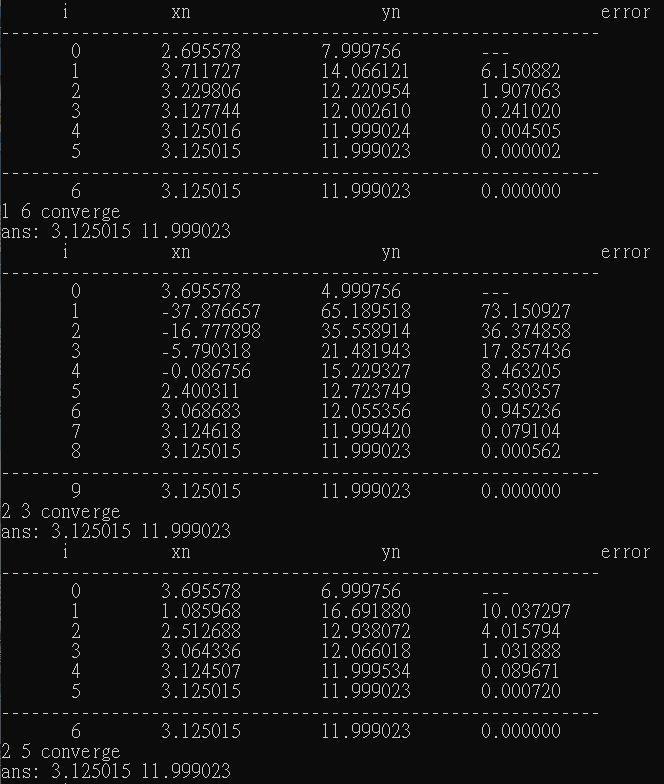 i xn yn error
------------------------------------------------------------
0 2.695578 7.999756 ---
1 3.711727 14.066121 6.150882
2 3.229806 12.220954 1.907063
3 3.127744 12.002610 0.241020
4 3.125016 11.999024 0.004505
5 3.125015 11.999023 0.000002
------------------------------------------------------------
6 3.125015 11.999023 0.000000
1 6 converge
ans: 3.125015 11.999023
i xn yn error
------------------------------------------------------------
0 3.695578 4.999756 ---
1 -37.876657 65.189518 73.150927
2 -16.777898 35.558914 36.374858
3 -5.790318 21.481943 17.857436
4 -0.086756 15.229327 8.463205
5 2.400311 12.723749 3.530357
6 3.068683 12.055356 0.945236
7 3.124618 11.999420 0.079104
8 3.125015 11.999023 0.000562
------------------------------------------------------------
9 3.125015 11.999023 0.000000
2 3 converge
ans: 3.125015 11.999023
i xn yn error
------------------------------------------------------------
0 3.695578 6.999756 ---
1 1.085968 16.691880 10.037297
2 2.512688 12.938072 4.015794
3 3.064336 12.066018 1.031888
4 3.124507 11.999534 0.089671
5 3.125015 11.999023 0.000720
------------------------------------------------------------
6 3.125015 11.999023 0.000000
2 5 converge
ans: 3.125015 11.999023